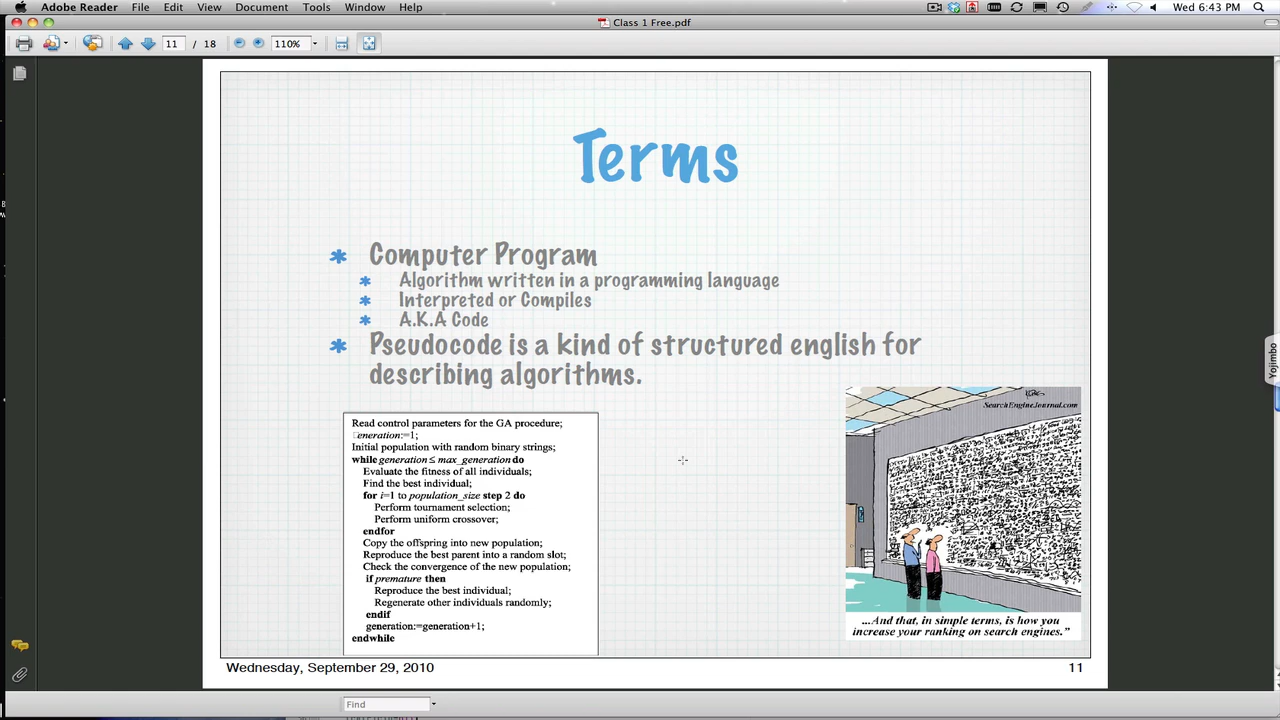 Adobe Reader File Edit View Document Tools Window Help
Wed 6:43 PM
Class 1 Free.pdf
11 / 18
110%
Terms
Computer Program
Algorithm written in a programming language
Interpreted or Compiles
A.K.A Code
Pseudocode is a kind of structured english for
describing algorithms.
Read control parameters for the GA procedure;
eneration:=1;
Initial population with random binary strings;
while generation ≤ max_generation do
Evaluate the fitness of all individuals;
Find the best individual;
for i=1 to population_size step 2 do
Perform tournament selection;
Perform uniform crossover;
endfor
Copy the offspring into new population;
Reproduce the best parent into a random slot;
Check the convergence of the new population;
if premature then
Reproduce the best individual;
Regenerate other individuals randomly;
endif
generation:=generation+1;
endwhile
SearchEngineJournal.com
...And that, in simple terms, is how you
increase your ranking on search engines."
Wednesday, September 29, 2010
11
Yojimbo
Find